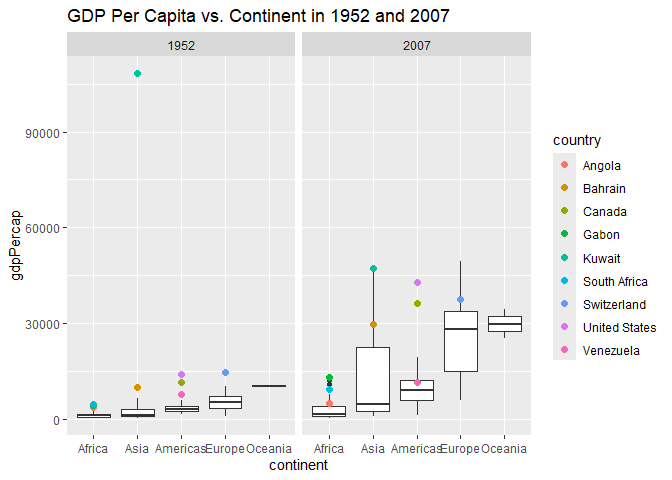 GDP Per Capita vs. Continent in 1952 and 2007
1952 2007
gdpPercap
90000
60000
30000
0
Africa Asia Americas Europe Oceania Africa Asia Americas Europe Oceania
continent
country
Angola
Bahrain
Canada
Gabon
Kuwait
South Africa
Switzerland
United States
Venezuela